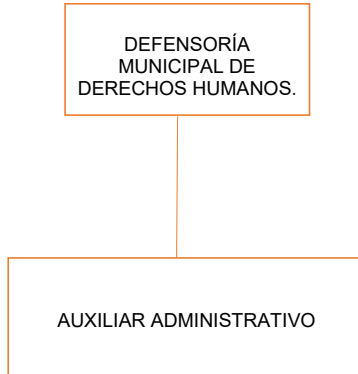 DEFENSORÍA
MUNICIPAL DE
DERECHOS HUMANOS.
AUXILIAR ADMINISTRATIVO